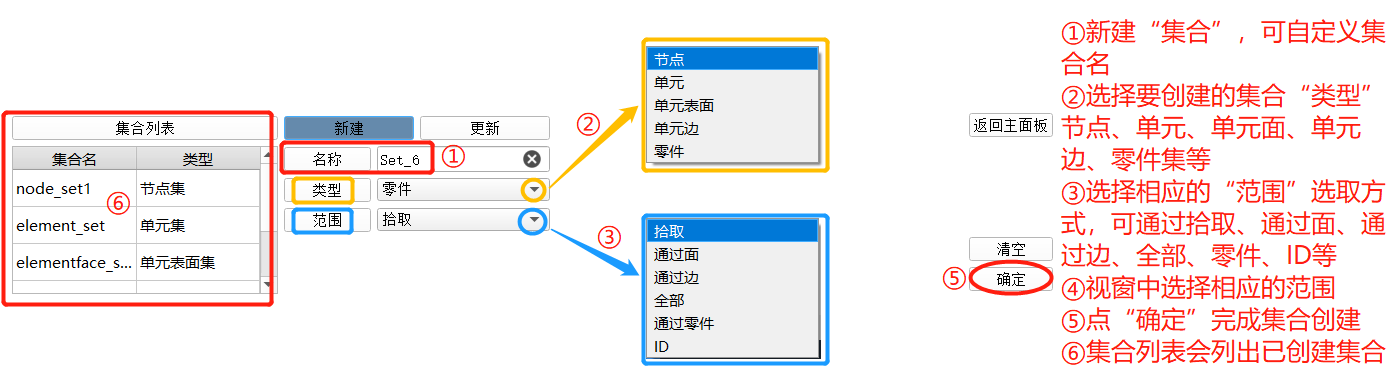 集合列表
集合名
类型
node_set1
节点集
element_set
单元集
elementface_s...
单元表面集
⑥
新建
更新
名称
Set_6
①
类型
零件
范围
拾取
②
节点
单元
单元表面
单元边
零件
③
拾取
通过面
通过边
全部
通过零件
ID
返回主面板
清空
⑤
确定
①新建“集合”，可自定义集
合名
②选择要创建的集合“类型”
节点、单元、单元面、单元
边、零件集等
③选择相应的“范围”选取方
式，可通过拾取、通过面、通
过边、全部、零件、ID等
④视窗中选择相应的范围
⑤点“确定”完成集合创建
⑥集合列表会列出已创建集合